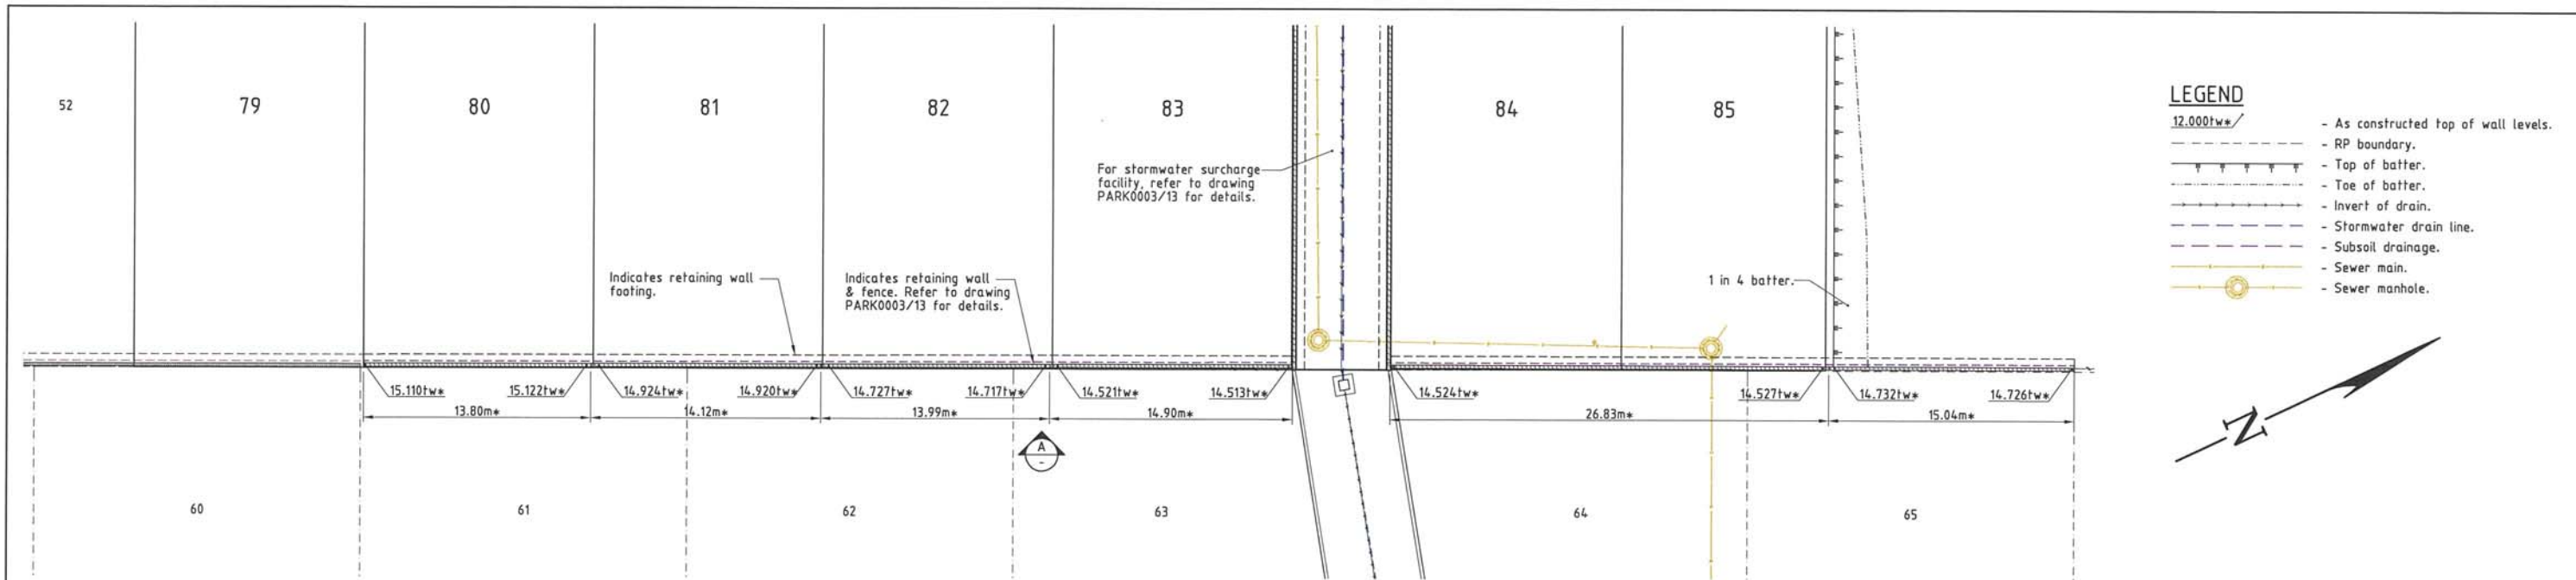 52
79
80
81
82
83
84
85
For stormwater surcharge
facility, refer to drawing
PARK0003/13 for details.
Indicates retaining wall
footing.
Indicates retaining wall
& fence. Refer to drawing
PARK0003/13 for details.
1 in 4 batter.
15.110tw*
15.122tw*
14.924tw*
14.920tw*
14.727tw*
14.717tw*
14.521tw*
14.513tw*
14.524tw*
14.527tw*
14.732tw*
14.726tw*
13.80m*
14.12m*
13.99m*
14.90m*
26.83m*
15.04m*
A
-
60
61
62
63
64
65
LEGEND
12.000tw*
- As constructed top of wall levels.
- RP boundary.
- Top of batter.
- Toe of batter.
- Invert of drain.
- Stormwater drain line.
- Subsoil drainage.
- Sewer main.
- Sewer manhole.
N